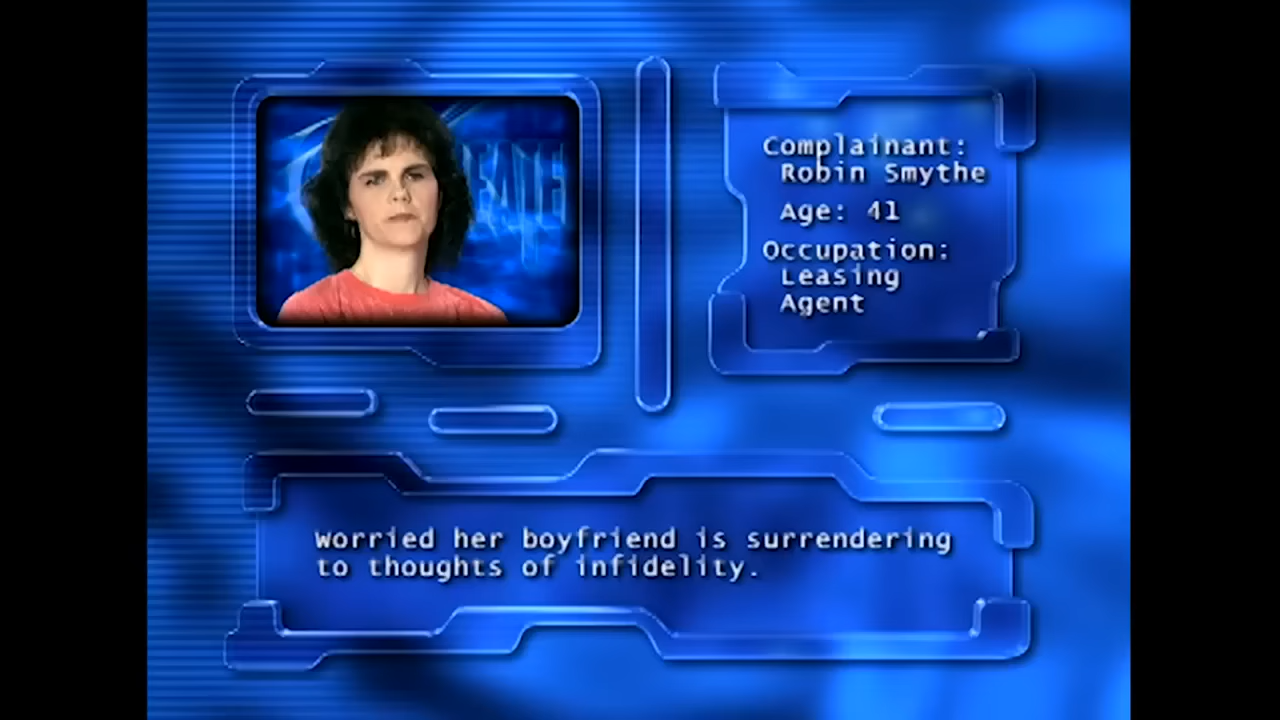 Complainant:
Robin Smythe
Age: 41
Occupation:
Leasing
Agent
Worried her boyfriend is surrendering
to thoughts of infidelity.